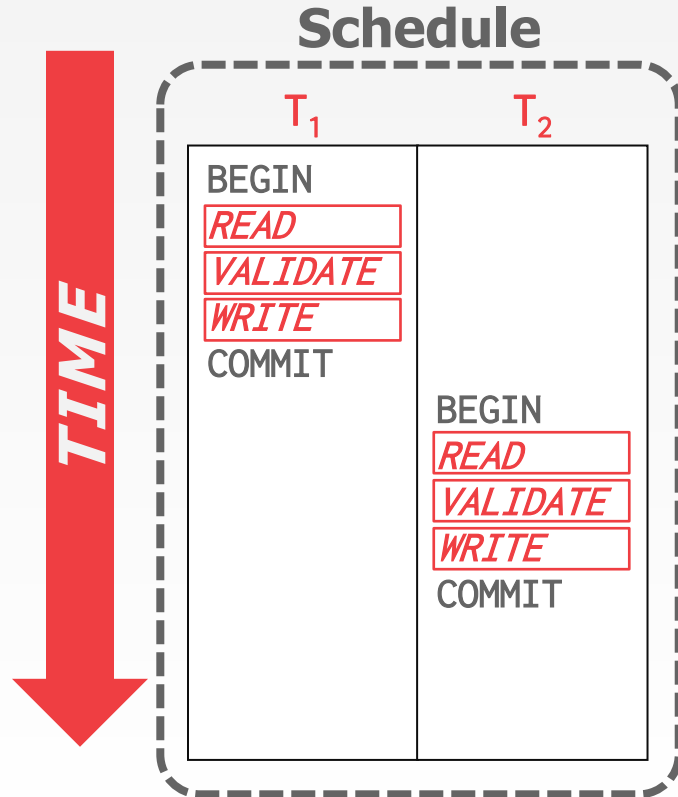 Schedule
T1 T2
BEGIN
READ
VALIDATE
WRITE
COMMIT
BEGIN
READ
VALIDATE
WRITE
COMMIT
TIME